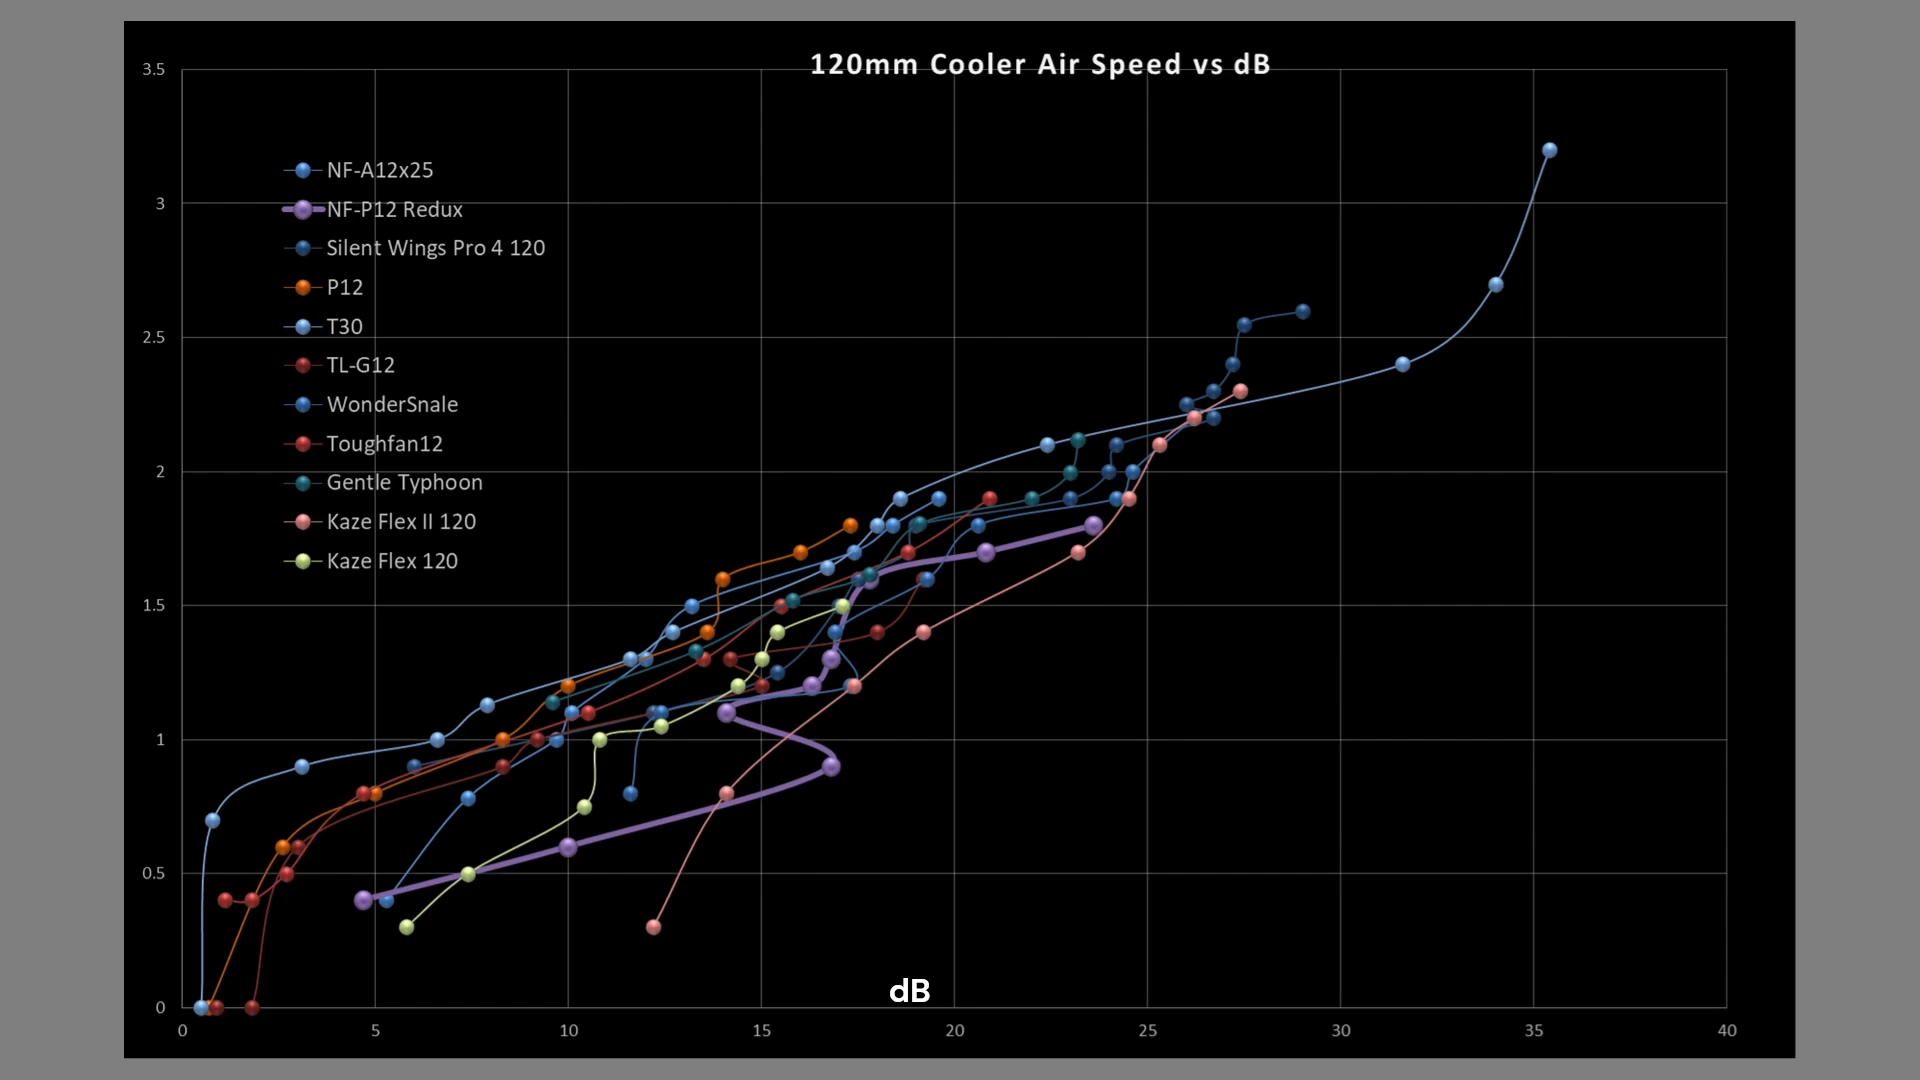 120mm Cooler Air Speed vs dB
3.5
3
2.5
2
1.5
1
0.5
0
NF-A12x25
NF-P12 Redux
Silent Wings Pro 4 120
P12
T30
TL-G12
WonderSnale
Toughfan12
Gentle Typhoon
Kaze Flex II 120
Kaze Flex 120
dB
0 5 10 15 20 25 30 35 40